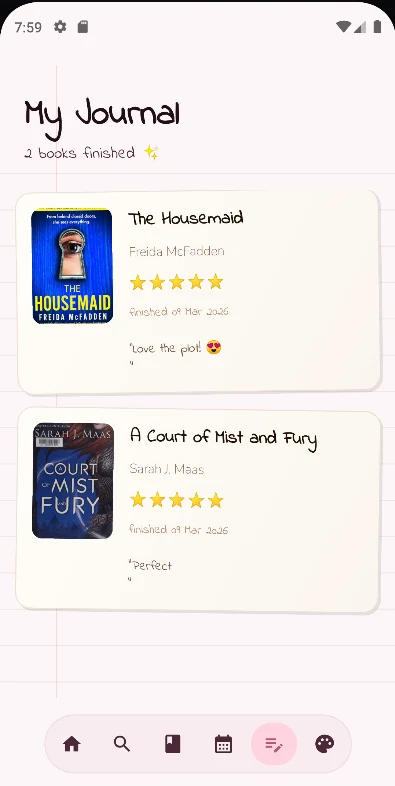 7:59
My Journal
2 books finished ✨
From behind closed doors,
she sees everything.
THE
HOUSEMAID
FREIDA McFADDEN
The Housemaid
Freida McFadden
⭐⭐⭐⭐⭐
finished 09 Mar 2026
"Love the plot! 😍
"
SARAH J. MAAS
A
COURT
OF MIST
AND
FURY
A Court of Mist and Fury
Sarah J. Maas
⭐⭐⭐⭐⭐
finished 09 Mar 2026
"Perfect
"